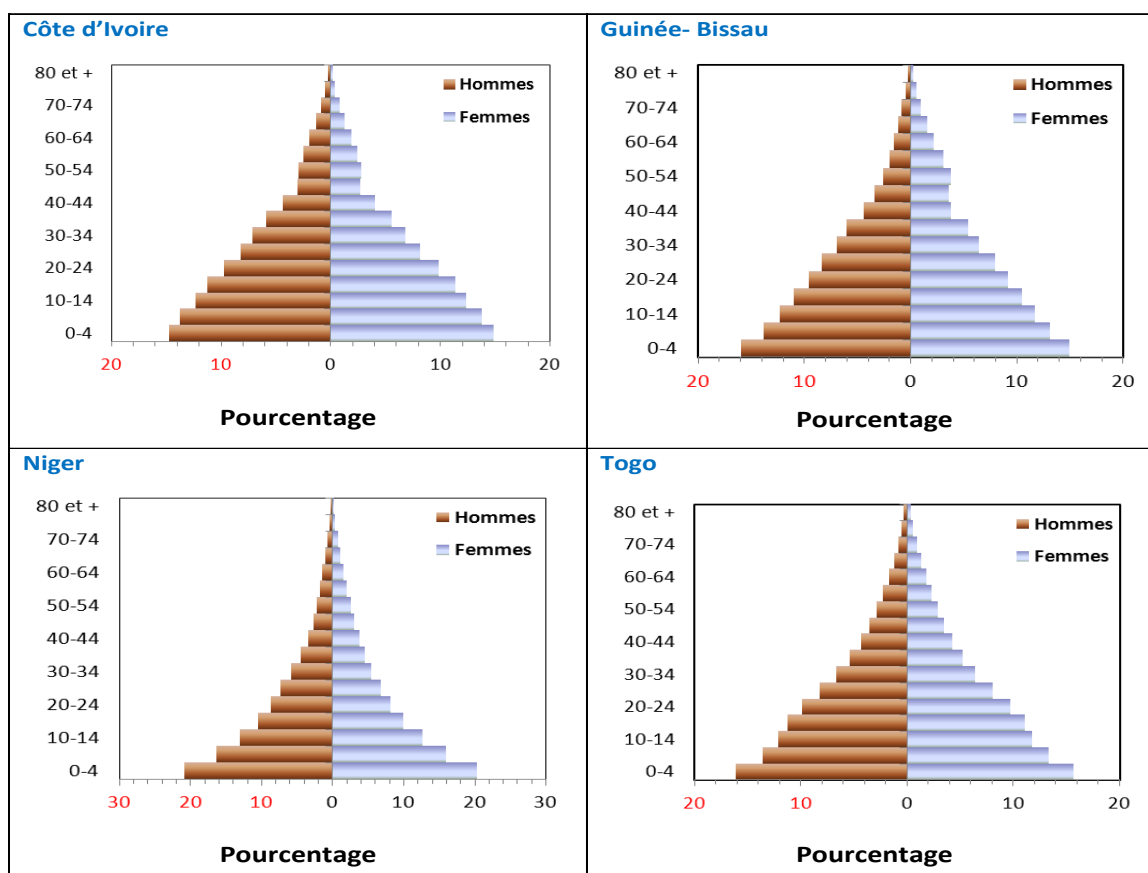 Côte d’Ivoire
80 et +
70-74
60-64
50-54
40-44
30-34
20-24
10-14
0-4
Hommes
Femmes
20 10 0 10 20
Pourcentage
Guinée- Bissau
80 et +
70-74
60-64
50-54
40-44
30-34
20-24
10-14
0-4
Hommes
Femmes
20 10 0 10 20
Pourcentage
Niger
80 et +
70-74
60-64
50-54
40-44
30-34
20-24
10-14
0-4
Hommes
Femmes
30 20 10 0 10 20 30
Pourcentage
Togo
80 et +
70-74
60-64
50-54
40-44
30-34
20-24
10-14
0-4
Hommes
Femmes
20 10 0 10 20
Pourcentage